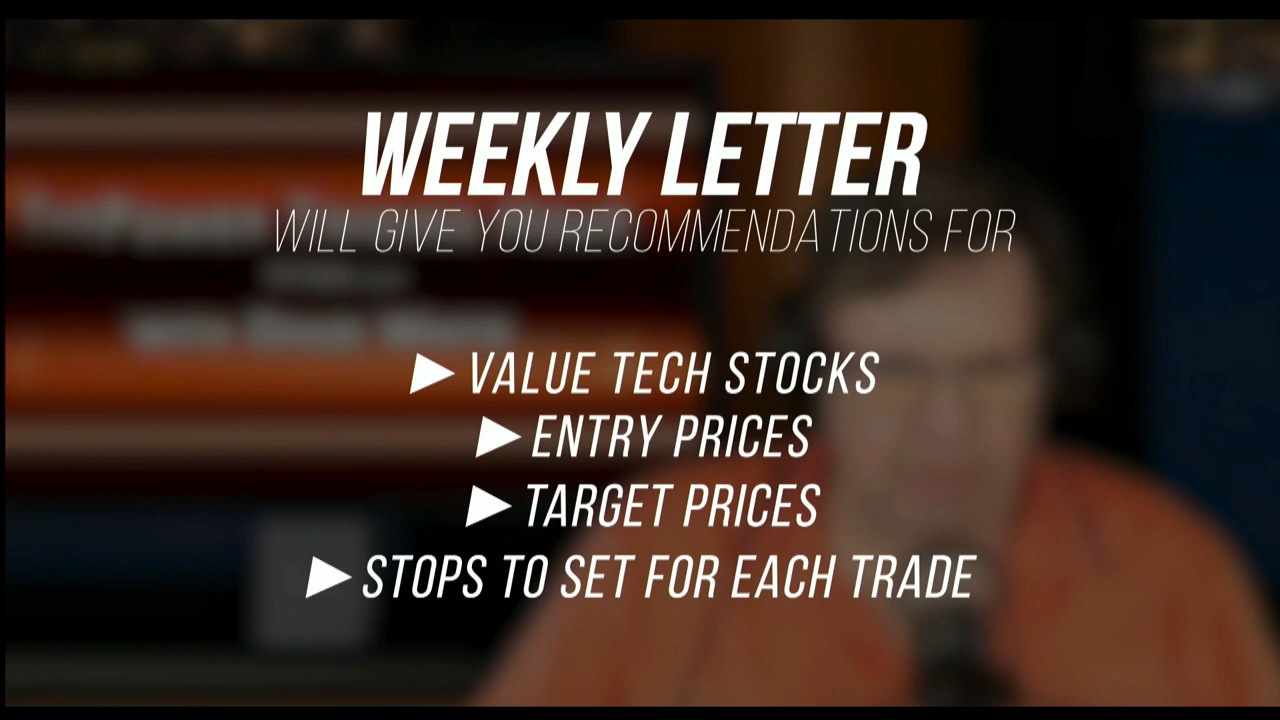 WEEKLY LETTER
WILL GIVE YOU RECOMMENDATIONS FOR
▶ VALUE TECH STOCKS
▶ ENTRY PRICES
▶ TARGET PRICES
▶ STOPS TO SET FOR EACH TRADE